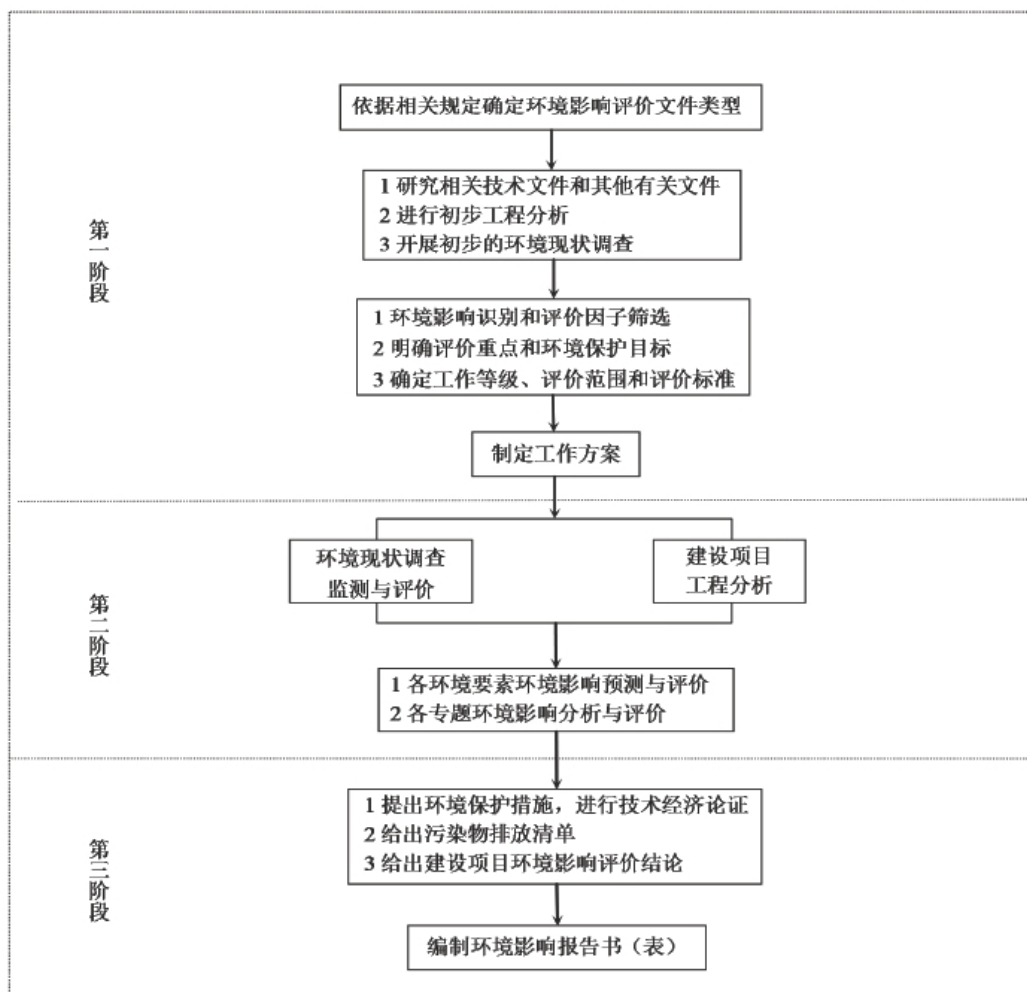 依据相关规定确定环境影响评价文件类型
1 研究相关技术文件和其他有关文件
2 进行初步工程分析
3 开展初步的环境现状调查
第一阶段
1 环境影响识别和评价因子筛选
2 明确评价重点和环境保护目标
3 确定工作等级、评价范围和评价标准
制定工作方案
环境现状调查
监测与评价
建设项目
工程分析
第二阶段
1 各环境要素环境影响预测与评价
2 各专题环境影响分析与评价
1 提出环境保护措施，进行技术经济论证
2 给出污染物排放清单
3 给出建设项目环境影响评价结论
第三阶段
编制环境影响报告书（表）